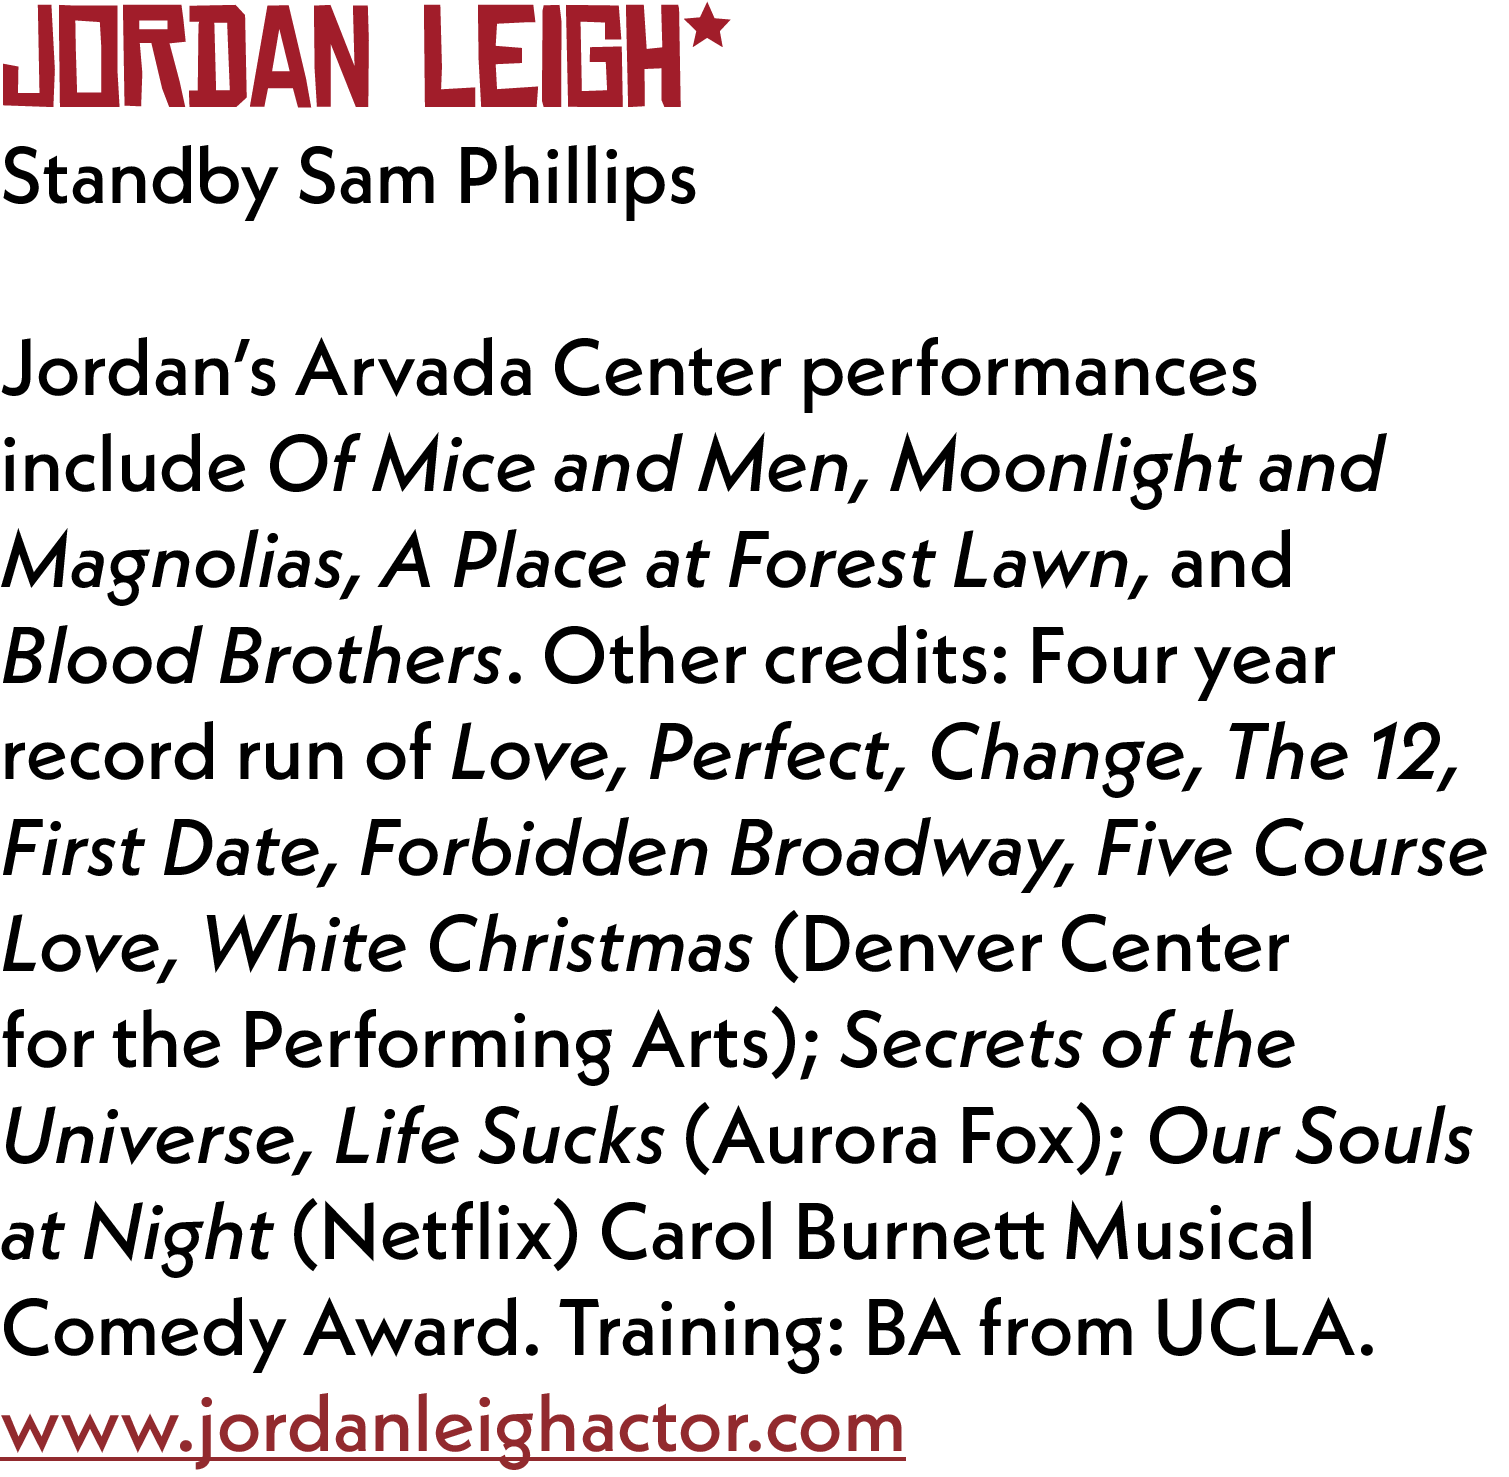 JORDAN LEIGH★
Standby Sam Phillips
Jordan’s Arvada Center performances
include Of Mice and Men, Moonlight and
Magnolias, A Place at Forest Lawn, and
Blood Brothers. Other credits: Four year
record run of Love, Perfect, Change, The 12,
First Date, Forbidden Broadway, Five Course
Love, White Christmas (Denver Center
for the Performing Arts); Secrets of the
Universe, Life Sucks (Aurora Fox); Our Souls
at Night (Netflix) Carol Burnett Musical
Comedy Award. Training: BA from UCLA.
www.jordanleighactor.com